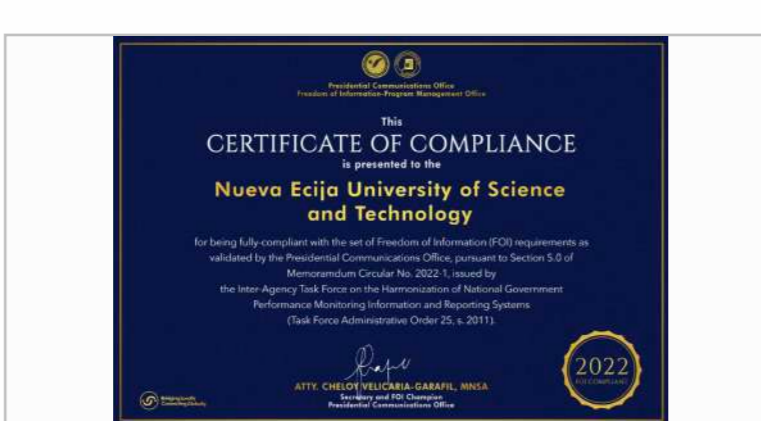 Presidential Communications Office
Freedom of Information-Program Management Office
This
CERTIFICATE OF COMPLIANCE
is presented to the
Nueva Ecija University of Science
and Technology
for being fully-compliant with the set of Freedom of Information (FOI) requirements as
validated by the Presidential Communications Office, pursuant to Section 5.0 of
Memoramdum Circular No. 2022-1, issued by
the Inter-Agency Task Force on the Harmonization of National Government
Performance Monitoring Information and Reporting Systems
(Task Force Administrative Order 25, s. 2011).
ATTY. CHELOY VELICARIA-GARAFIL, MNSA
Secretary and FOI Champion
Presidential Communications Office
2022
FOI COMPLIANT
Bringing Locally
Connecting Globally